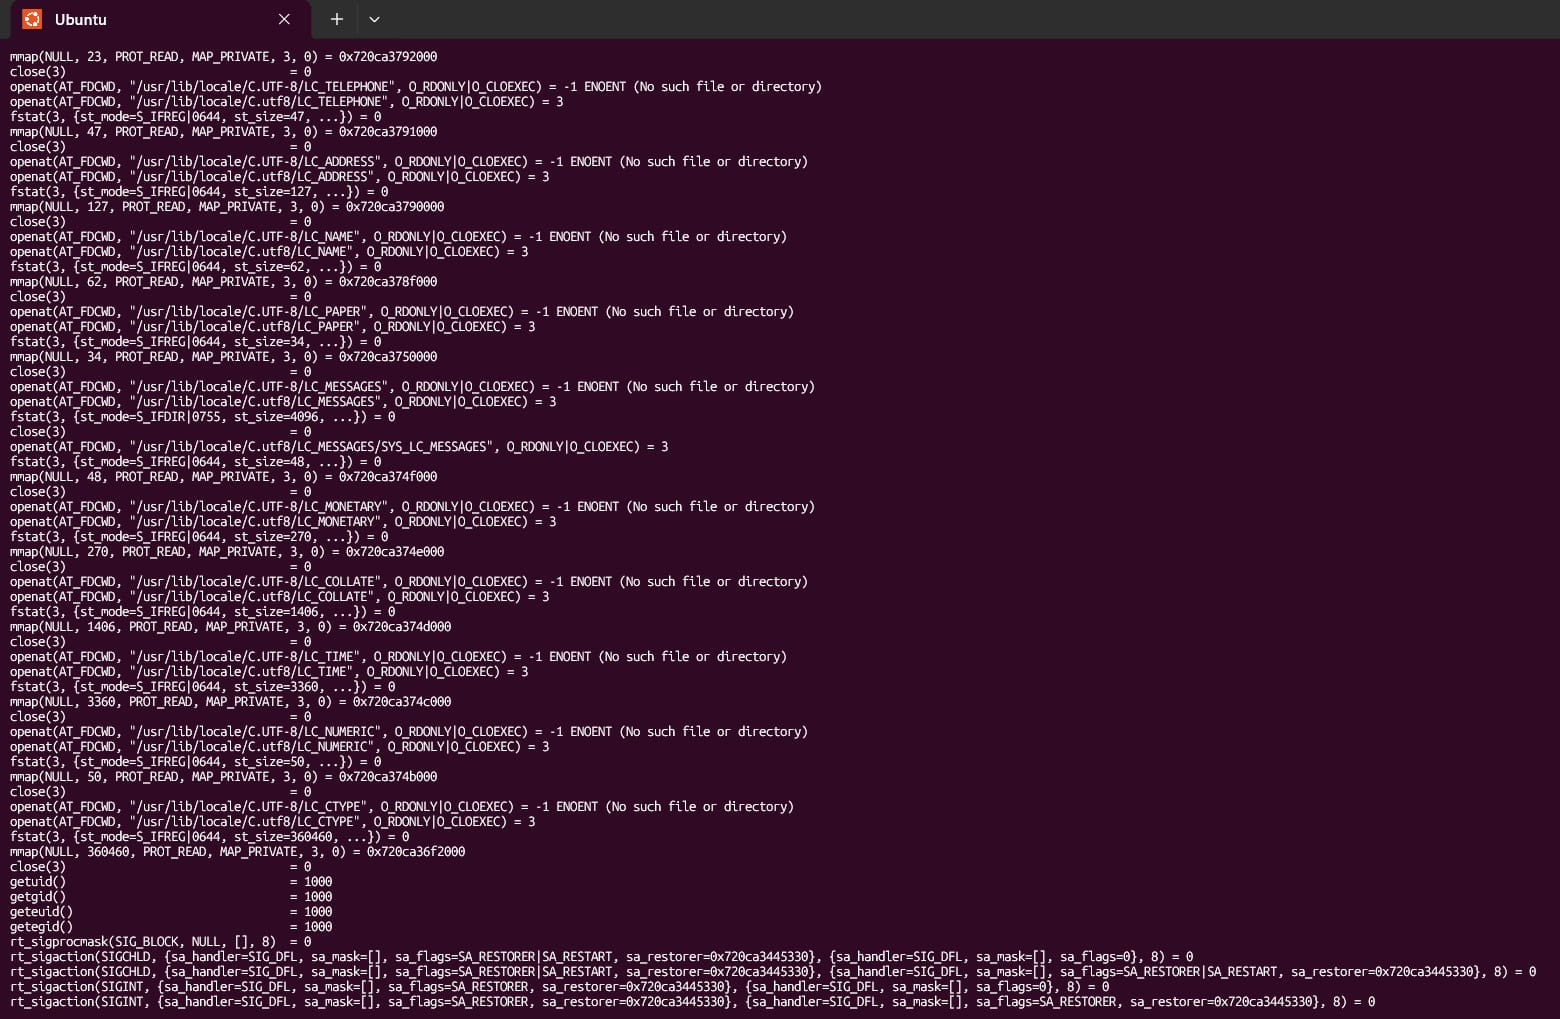 Ubuntu
mmap(NULL, 23, PROT_READ, MAP_PRIVATE, 3, 0) = 0x720ca3792000
close(3)                                = 0
openat(AT_FDCWD, "/usr/lib/locale/C.UTF-8/LC_TELEPHONE", O_RDONLY|O_CLOEXEC) = -1 ENOENT (No such file or directory)
openat(AT_FDCWD, "/usr/lib/locale/C.utf8/LC_TELEPHONE", O_RDONLY|O_CLOEXEC) = 3
fstat(3, {st_mode=S_IFREG|0644, st_size=47, ...}) = 0
mmap(NULL, 47, PROT_READ, MAP_PRIVATE, 3, 0) = 0x720ca3791000
close(3)                                = 0
openat(AT_FDCWD, "/usr/lib/locale/C.UTF-8/LC_ADDRESS", O_RDONLY|O_CLOEXEC) = -1 ENOENT (No such file or directory)
openat(AT_FDCWD, "/usr/lib/locale/C.utf8/LC_ADDRESS", O_RDONLY|O_CLOEXEC) = 3
fstat(3, {st_mode=S_IFREG|0644, st_size=127, ...}) = 0
mmap(NULL, 127, PROT_READ, MAP_PRIVATE, 3, 0) = 0x720ca3790000
close(3)                                = 0
openat(AT_FDCWD, "/usr/lib/locale/C.UTF-8/LC_NAME", O_RDONLY|O_CLOEXEC) = -1 ENOENT (No such file or directory)
openat(AT_FDCWD, "/usr/lib/locale/C.utf8/LC_NAME", O_RDONLY|O_CLOEXEC) = 3
fstat(3, {st_mode=S_IFREG|0644, st_size=62, ...}) = 0
mmap(NULL, 62, PROT_READ, MAP_PRIVATE, 3, 0) = 0x720ca378f000
close(3)                                = 0
openat(AT_FDCWD, "/usr/lib/locale/C.UTF-8/LC_PAPER", O_RDONLY|O_CLOEXEC) = -1 ENOENT (No such file or directory)
openat(AT_FDCWD, "/usr/lib/locale/C.utf8/LC_PAPER", O_RDONLY|O_CLOEXEC) = 3
fstat(3, {st_mode=S_IFREG|0644, st_size=34, ...}) = 0
mmap(NULL, 34, PROT_READ, MAP_PRIVATE, 3, 0) = 0x720ca3750000
close(3)                                = 0
openat(AT_FDCWD, "/usr/lib/locale/C.UTF-8/LC_MESSAGES", O_RDONLY|O_CLOEXEC) = -1 ENOENT (No such file or directory)
openat(AT_FDCWD, "/usr/lib/locale/C.utf8/LC_MESSAGES", O_RDONLY|O_CLOEXEC) = 3
fstat(3, {st_mode=S_IFDIR|0755, st_size=4096, ...}) = 0
close(3)                                = 0
openat(AT_FDCWD, "/usr/lib/locale/C.utf8/LC_MESSAGES/SYS_LC_MESSAGES", O_RDONLY|O_CLOEXEC) = 3
fstat(3, {st_mode=S_IFREG|0644, st_size=48, ...}) = 0
mmap(NULL, 48, PROT_READ, MAP_PRIVATE, 3, 0) = 0x720ca374f000
close(3)                                = 0
openat(AT_FDCWD, "/usr/lib/locale/C.UTF-8/LC_MONETARY", O_RDONLY|O_CLOEXEC) = -1 ENOENT (No such file or directory)
openat(AT_FDCWD, "/usr/lib/locale/C.utf8/LC_MONETARY", O_RDONLY|O_CLOEXEC) = 3
fstat(3, {st_mode=S_IFREG|0644, st_size=270, ...}) = 0
mmap(NULL, 270, PROT_READ, MAP_PRIVATE, 3, 0) = 0x720ca374e000
close(3)                                = 0
openat(AT_FDCWD, "/usr/lib/locale/C.UTF-8/LC_COLLATE", O_RDONLY|O_CLOEXEC) = -1 ENOENT (No such file or directory)
openat(AT_FDCWD, "/usr/lib/locale/C.utf8/LC_COLLATE", O_RDONLY|O_CLOEXEC) = 3
fstat(3, {st_mode=S_IFREG|0644, st_size=1406, ...}) = 0
mmap(NULL, 1406, PROT_READ, MAP_PRIVATE, 3, 0) = 0x720ca374d000
close(3)                                = 0
openat(AT_FDCWD, "/usr/lib/locale/C.UTF-8/LC_TIME", O_RDONLY|O_CLOEXEC) = -1 ENOENT (No such file or directory)
openat(AT_FDCWD, "/usr/lib/locale/C.utf8/LC_TIME", O_RDONLY|O_CLOEXEC) = 3
fstat(3, {st_mode=S_IFREG|0644, st_size=3360, ...}) = 0
mmap(NULL, 3360, PROT_READ, MAP_PRIVATE, 3, 0) = 0x720ca374c000
close(3)                                = 0
openat(AT_FDCWD, "/usr/lib/locale/C.UTF-8/LC_NUMERIC", O_RDONLY|O_CLOEXEC) = -1 ENOENT (No such file or directory)
openat(AT_FDCWD, "/usr/lib/locale/C.utf8/LC_NUMERIC", O_RDONLY|O_CLOEXEC) = 3
fstat(3, {st_mode=S_IFREG|0644, st_size=50, ...}) = 0
mmap(NULL, 50, PROT_READ, MAP_PRIVATE, 3, 0) = 0x720ca374b000
close(3)                                = 0
openat(AT_FDCWD, "/usr/lib/locale/C.UTF-8/LC_CTYPE", O_RDONLY|O_CLOEXEC) = -1 ENOENT (No such file or directory)
openat(AT_FDCWD, "/usr/lib/locale/C.utf8/LC_CTYPE", O_RDONLY|O_CLOEXEC) = 3
fstat(3, {st_mode=S_IFREG|0644, st_size=360460, ...}) = 0
mmap(NULL, 360460, PROT_READ, MAP_PRIVATE, 3, 0) = 0x720ca36f2000
close(3)                                = 0
getuid()                                = 1000
getgid()                                = 1000
geteuid()                               = 1000
getegid()                               = 1000
rt_sigprocmask(SIG_BLOCK, NULL, [], 8)  = 0
rt_sigaction(SIGCHLD, {sa_handler=SIG_DFL, sa_mask=[], sa_flags=SA_RESTORER|SA_RESTART, sa_restorer=0x720ca3445330}, {sa_handler=SIG_DFL, sa_mask=[], sa_flags=0}, 8) = 0
rt_sigaction(SIGCHLD, {sa_handler=SIG_DFL, sa_mask=[], sa_flags=SA_RESTORER|SA_RESTART, sa_restorer=0x720ca3445330}, {sa_handler=SIG_DFL, sa_mask=[], sa_flags=SA_RESTORER|SA_RESTART, sa_restorer=0x720ca3445330}, 8) = 0
rt_sigaction(SIGINT, {sa_handler=SIG_DFL, sa_mask=[], sa_flags=SA_RESTORER, sa_restorer=0x720ca3445330}, {sa_handler=SIG_DFL, sa_mask=[], sa_flags=0}, 8) = 0
rt_sigaction(SIGINT, {sa_handler=SIG_DFL, sa_mask=[], sa_flags=SA_RESTORER, sa_restorer=0x720ca3445330}, {sa_handler=SIG_DFL, sa_mask=[], sa_flags=SA_RESTORER, sa_restorer=0x720ca3445330}, 8) = 0